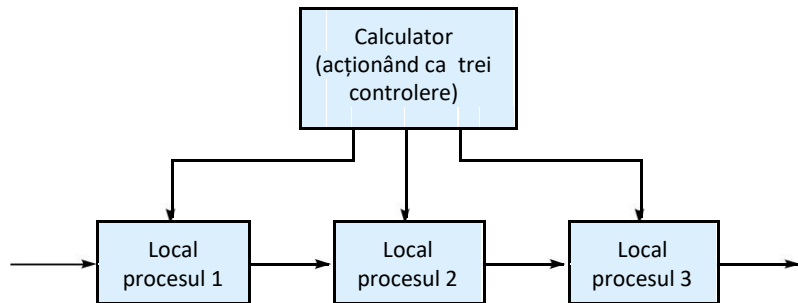 Calculator
(acționând ca trei
controlere)
Local
procesul 1
Local
procesul 2
Local
procesul 3